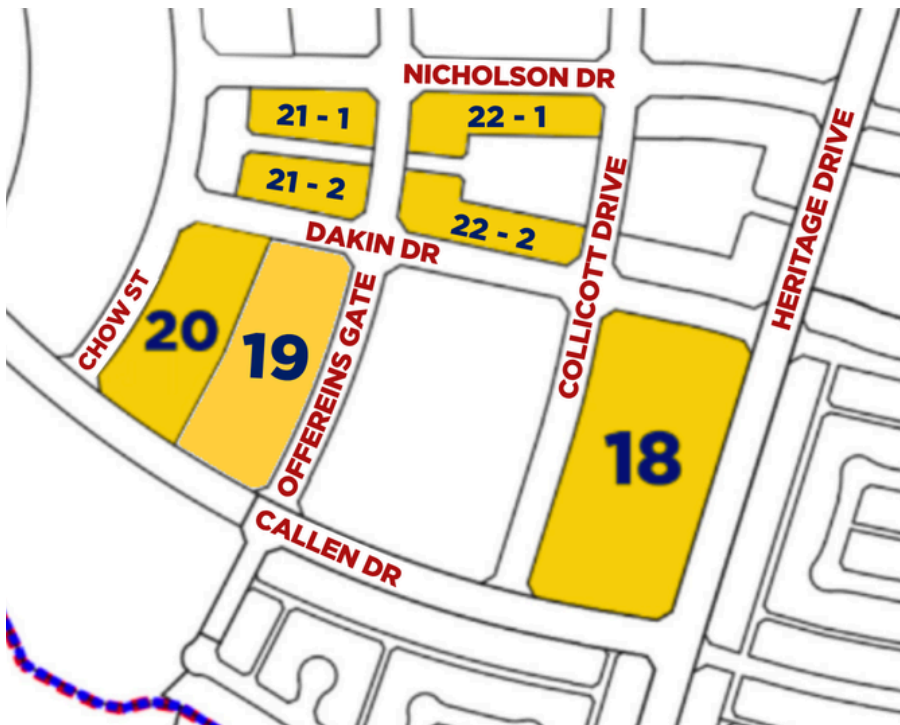 NICHOLSON DR
21 - 1
22 - 1
21 - 2
22 - 2
DAKIN DR
COLLICOTT DRIVE
HERITAGE DRIVE
CHOW ST
20
19
OFFEREINS GATE
18
CALLEN DR